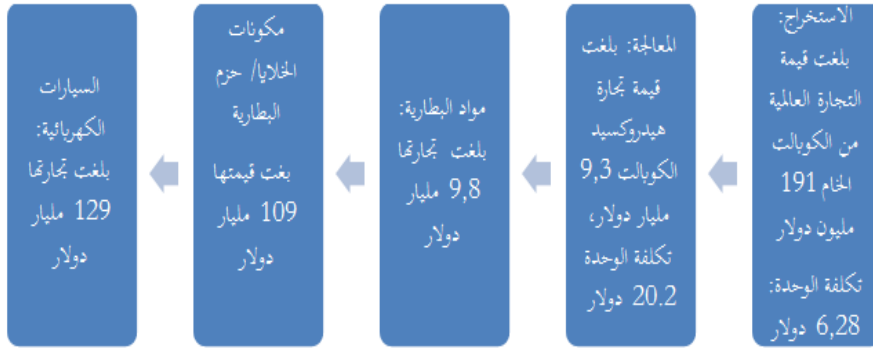 الاستخراج:
بلغت قيمة
التجارة العالمية
من الكوبالت
الخام 191
مليون دولار
تكلفة الوحدة:
6,28 دولار
المعالجة: بلغت
قيمة تجارة
هيدروكسيد
الكوبالت 9,3
مليار دولار،
تكلفة الوحدة
20.2 دولار
مواد البطارية:
بلغت تجارتها
9,8 مليار
دولار
مكونات
الخلايا/ حزم
البطارية
بغت قيمتها
109 مليار
دولار
السيارات
الكهربائية:
بلغت تجارتها
129 مليار
دولار